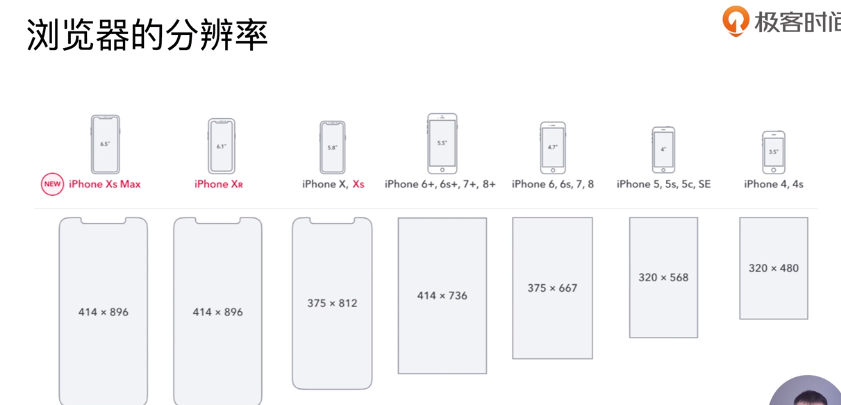 浏览器的分辨率
极客时间
6.5"
6.1"
5.8"
5.5"
4.7"
4"
3.5"
NEW iPhone Xs Max
iPhone XR
iPhone X, Xs
iPhone 6+, 6s+, 7+, 8+
iPhone 6, 6s, 7, 8
iPhone 5, 5s, 5c, SE
iPhone 4, 4s
414 × 896
414 × 896
375 × 812
414 × 736
375 × 667
320 × 568
320 × 480